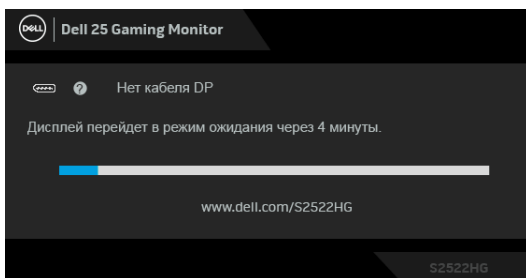 DELL Dell 25 Gaming Monitor
Нет кабеля DP
Дисплей перейдет в режим ожидания через 4 минуты.
www.dell.com/S2522HG
S2522HG